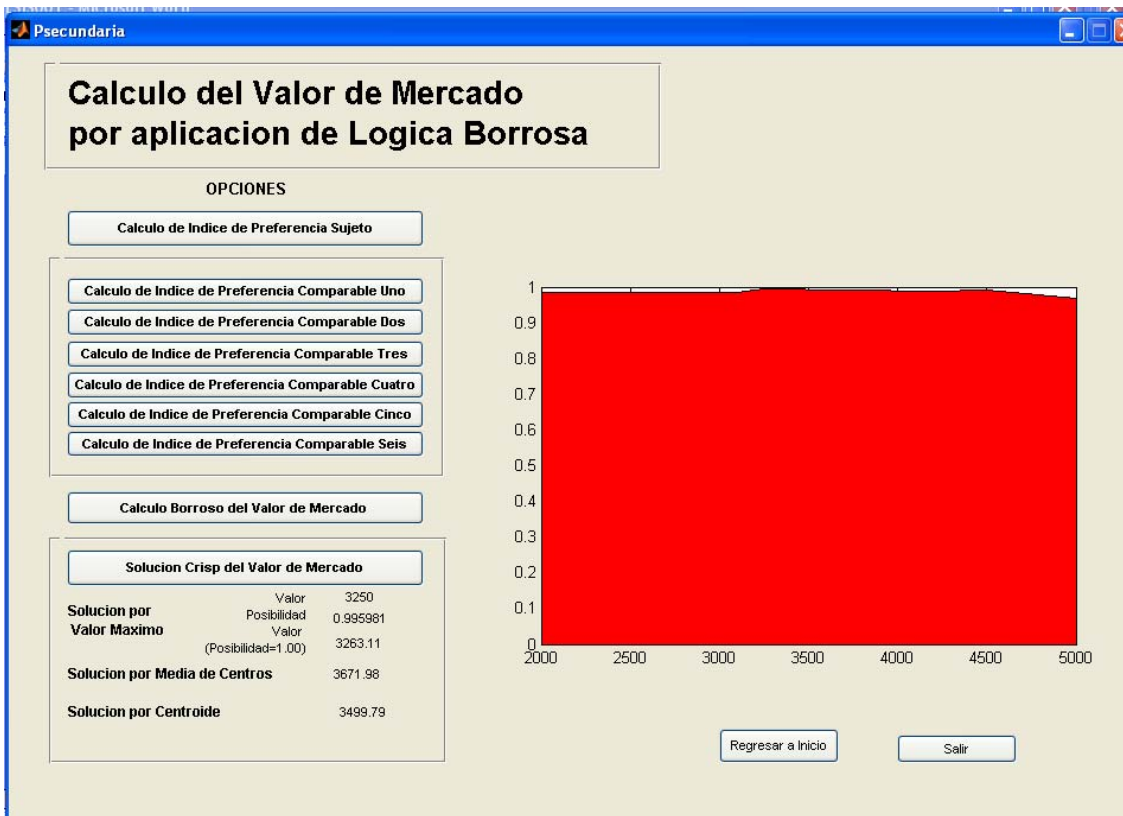 Psecundaria
Calculo del Valor de Mercado
por aplicacion de Logica Borrosa
OPCIONES
Calculo de Indice de Preferencia Sujeto
Calculo de Indice de Preferencia Comparable Uno
Calculo de Indice de Preferencia Comparable Dos
Calculo de Indice de Preferencia Comparable Tres
Calculo de Indice de Preferencia Comparable Cuatro
Calculo de Indice de Preferencia Comparable Cinco
Calculo de Indice de Preferencia Comparable Seis
Calculo Borroso del Valor de Mercado
Solucion Crisp del Valor de Mercado
Solucion por
Valor Maximo
Valor 3250
Posibilidad 0.995981
Valor
(Posibilidad=1.00) 3263.11
Solucion por Media de Centros 3671.98
Solucion por Centroide 3499.79
1
0.9
0.8
0.7
0.6
0.5
0.4
0.3
0.2
0.1
0
2000 2500 3000 3500 4000 4500 5000
Regresar a Inicio
Salir